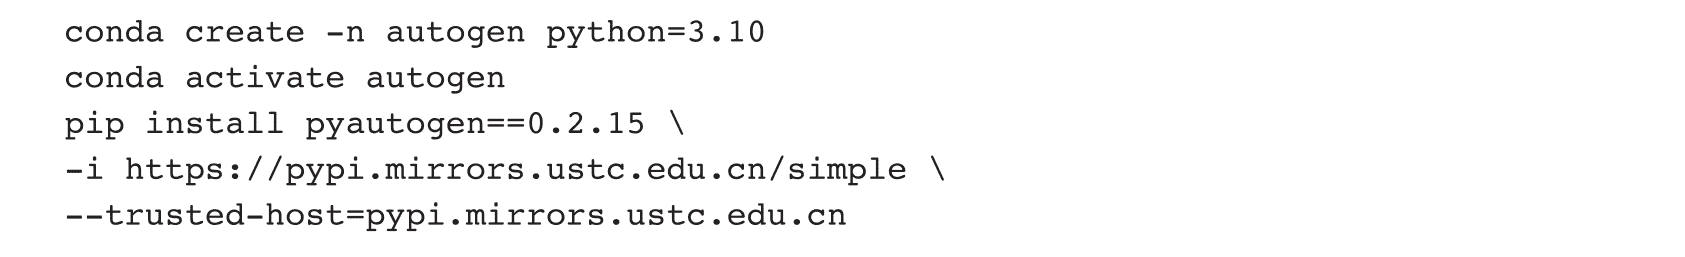 conda create -n autogen python=3.10
conda activate autogen
pip install pyautogen==0.2.15 \
-i https://pypi.mirrors.ustc.edu.cn/simple \
--trusted-host=pypi.mirrors.ustc.edu.cn